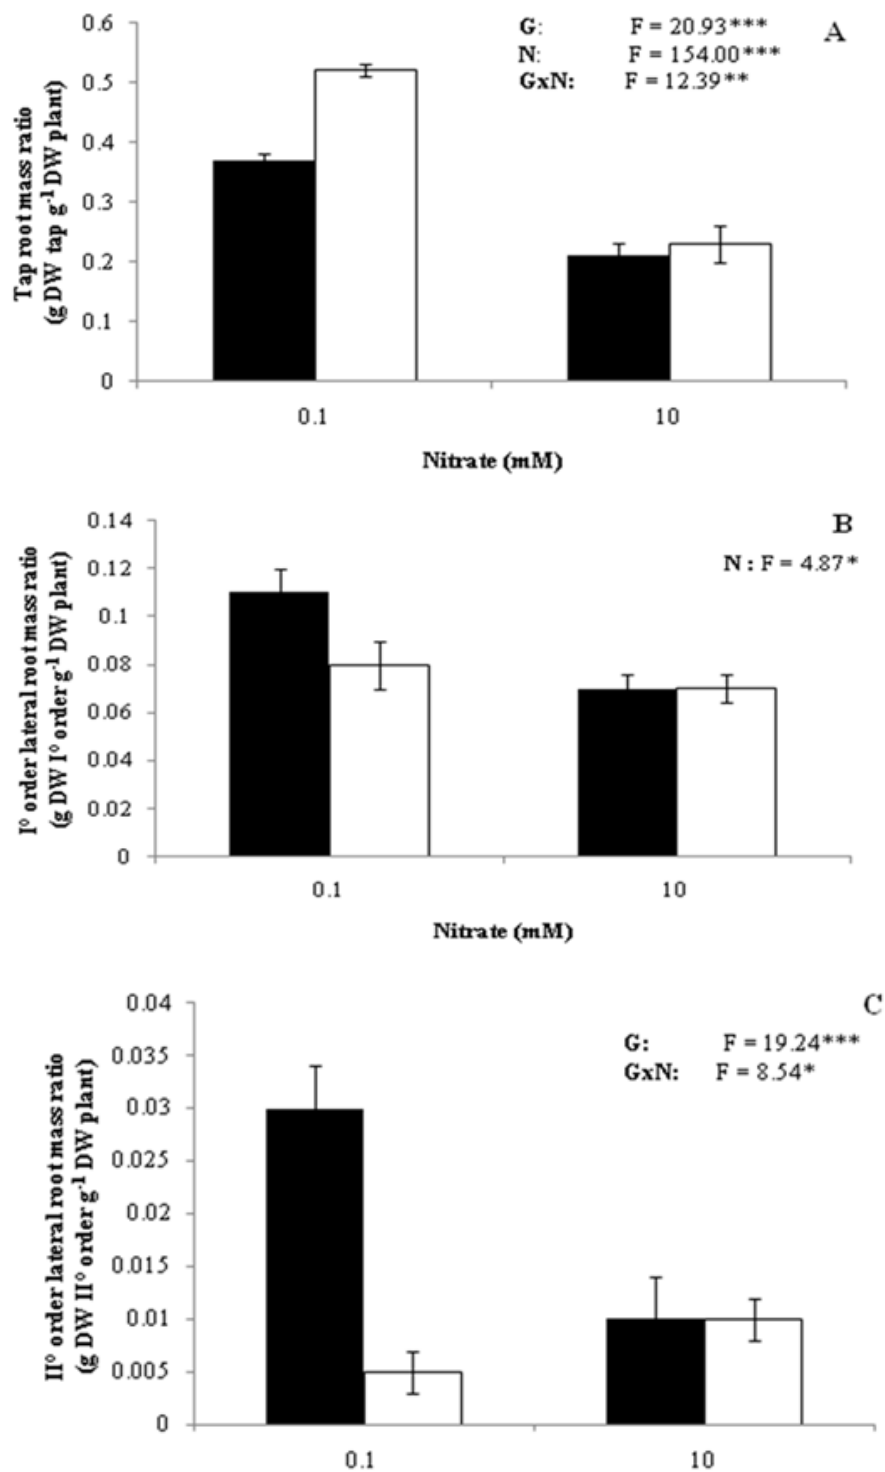 A
G: F = 20.93***
N: F = 154.00***
GxN: F = 12.39**
Tap root mass ratio
(g DW tap g-1 DW plant)
0.6
0.5
0.4
0.3
0.2
0.1
0
0.1 10
Nitrate (mM)
B
N : F = 4.87*
I° order lateral root mass ratio
(g DW I° order g-1 DW plant)
0.14
0.12
0.1
0.08
0.06
0.04
0.02
0
0.1 10
Nitrate (mM)
C
G: F = 19.24***
GxN: F = 8.54*
II° order lateral root mass ratio
(g DW II° order g-1 DW plant)
0.04
0.035
0.03
0.025
0.02
0.015
0.01
0.005
0
0.1 10